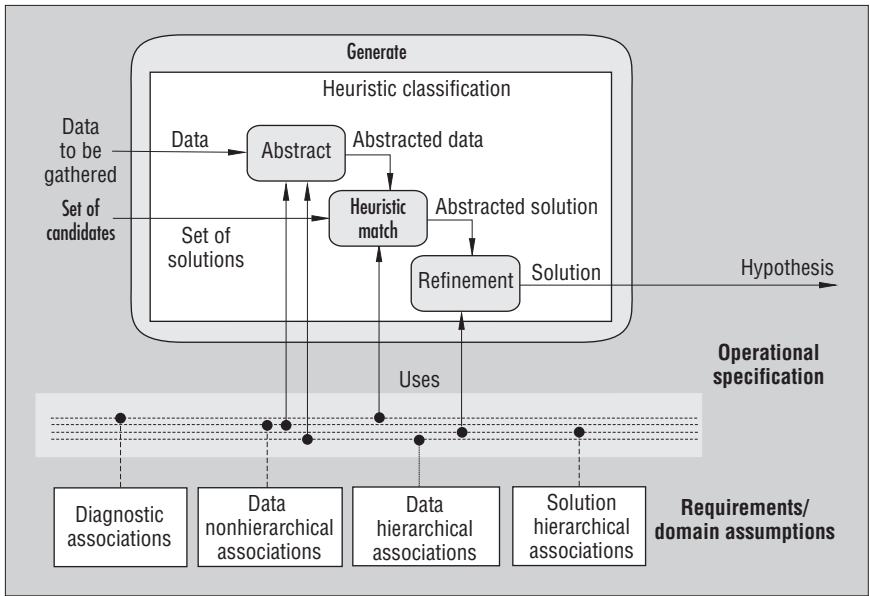 Generate
Heuristic classification
Data
to be
gathered
Data
Abstract
Abstracted data
Set of
candidates
Set of
solutions
Heuristic
match
Abstracted solution
Refinement
Solution
Hypothesis
Operational
specification
Uses
Diagnostic
associations
Data
nonhierarchical
associations
Data
hierarchical
associations
Solution
hierarchical
associations
Requirements/
domain assumptions